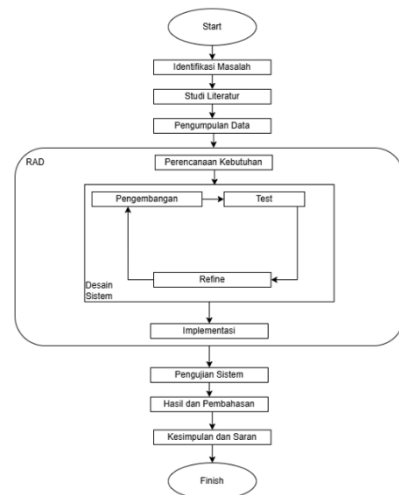 Start
Identifikasi Masalah
Studi Literatur
Pengumpulan Data
RAD
Perencanaan Kebutuhan
Pengembangan
Test
Refine
Desain
Sistem
Implementasi
Pengujian Sistem
Hasil dan Pembahasan
Kesimpulan dan Saran
Finish